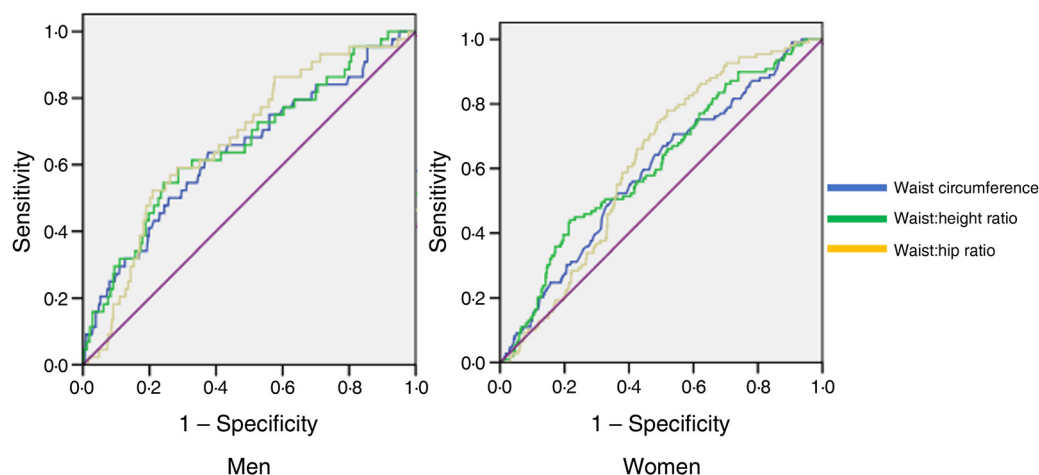 1·0
0·8
0·6
0·4
0·2
0·0
Sensitivity
0·0 0·2 0·4 0·6 0·8 1·0
1 – Specificity
Men
1·0
0·8
0·6
0·4
0·2
0·0
Sensitivity
0·0 0·2 0·4 0·6 0·8 1·0
1 – Specificity
Women
Waist circumference
Waist:height ratio
Waist:hip ratio